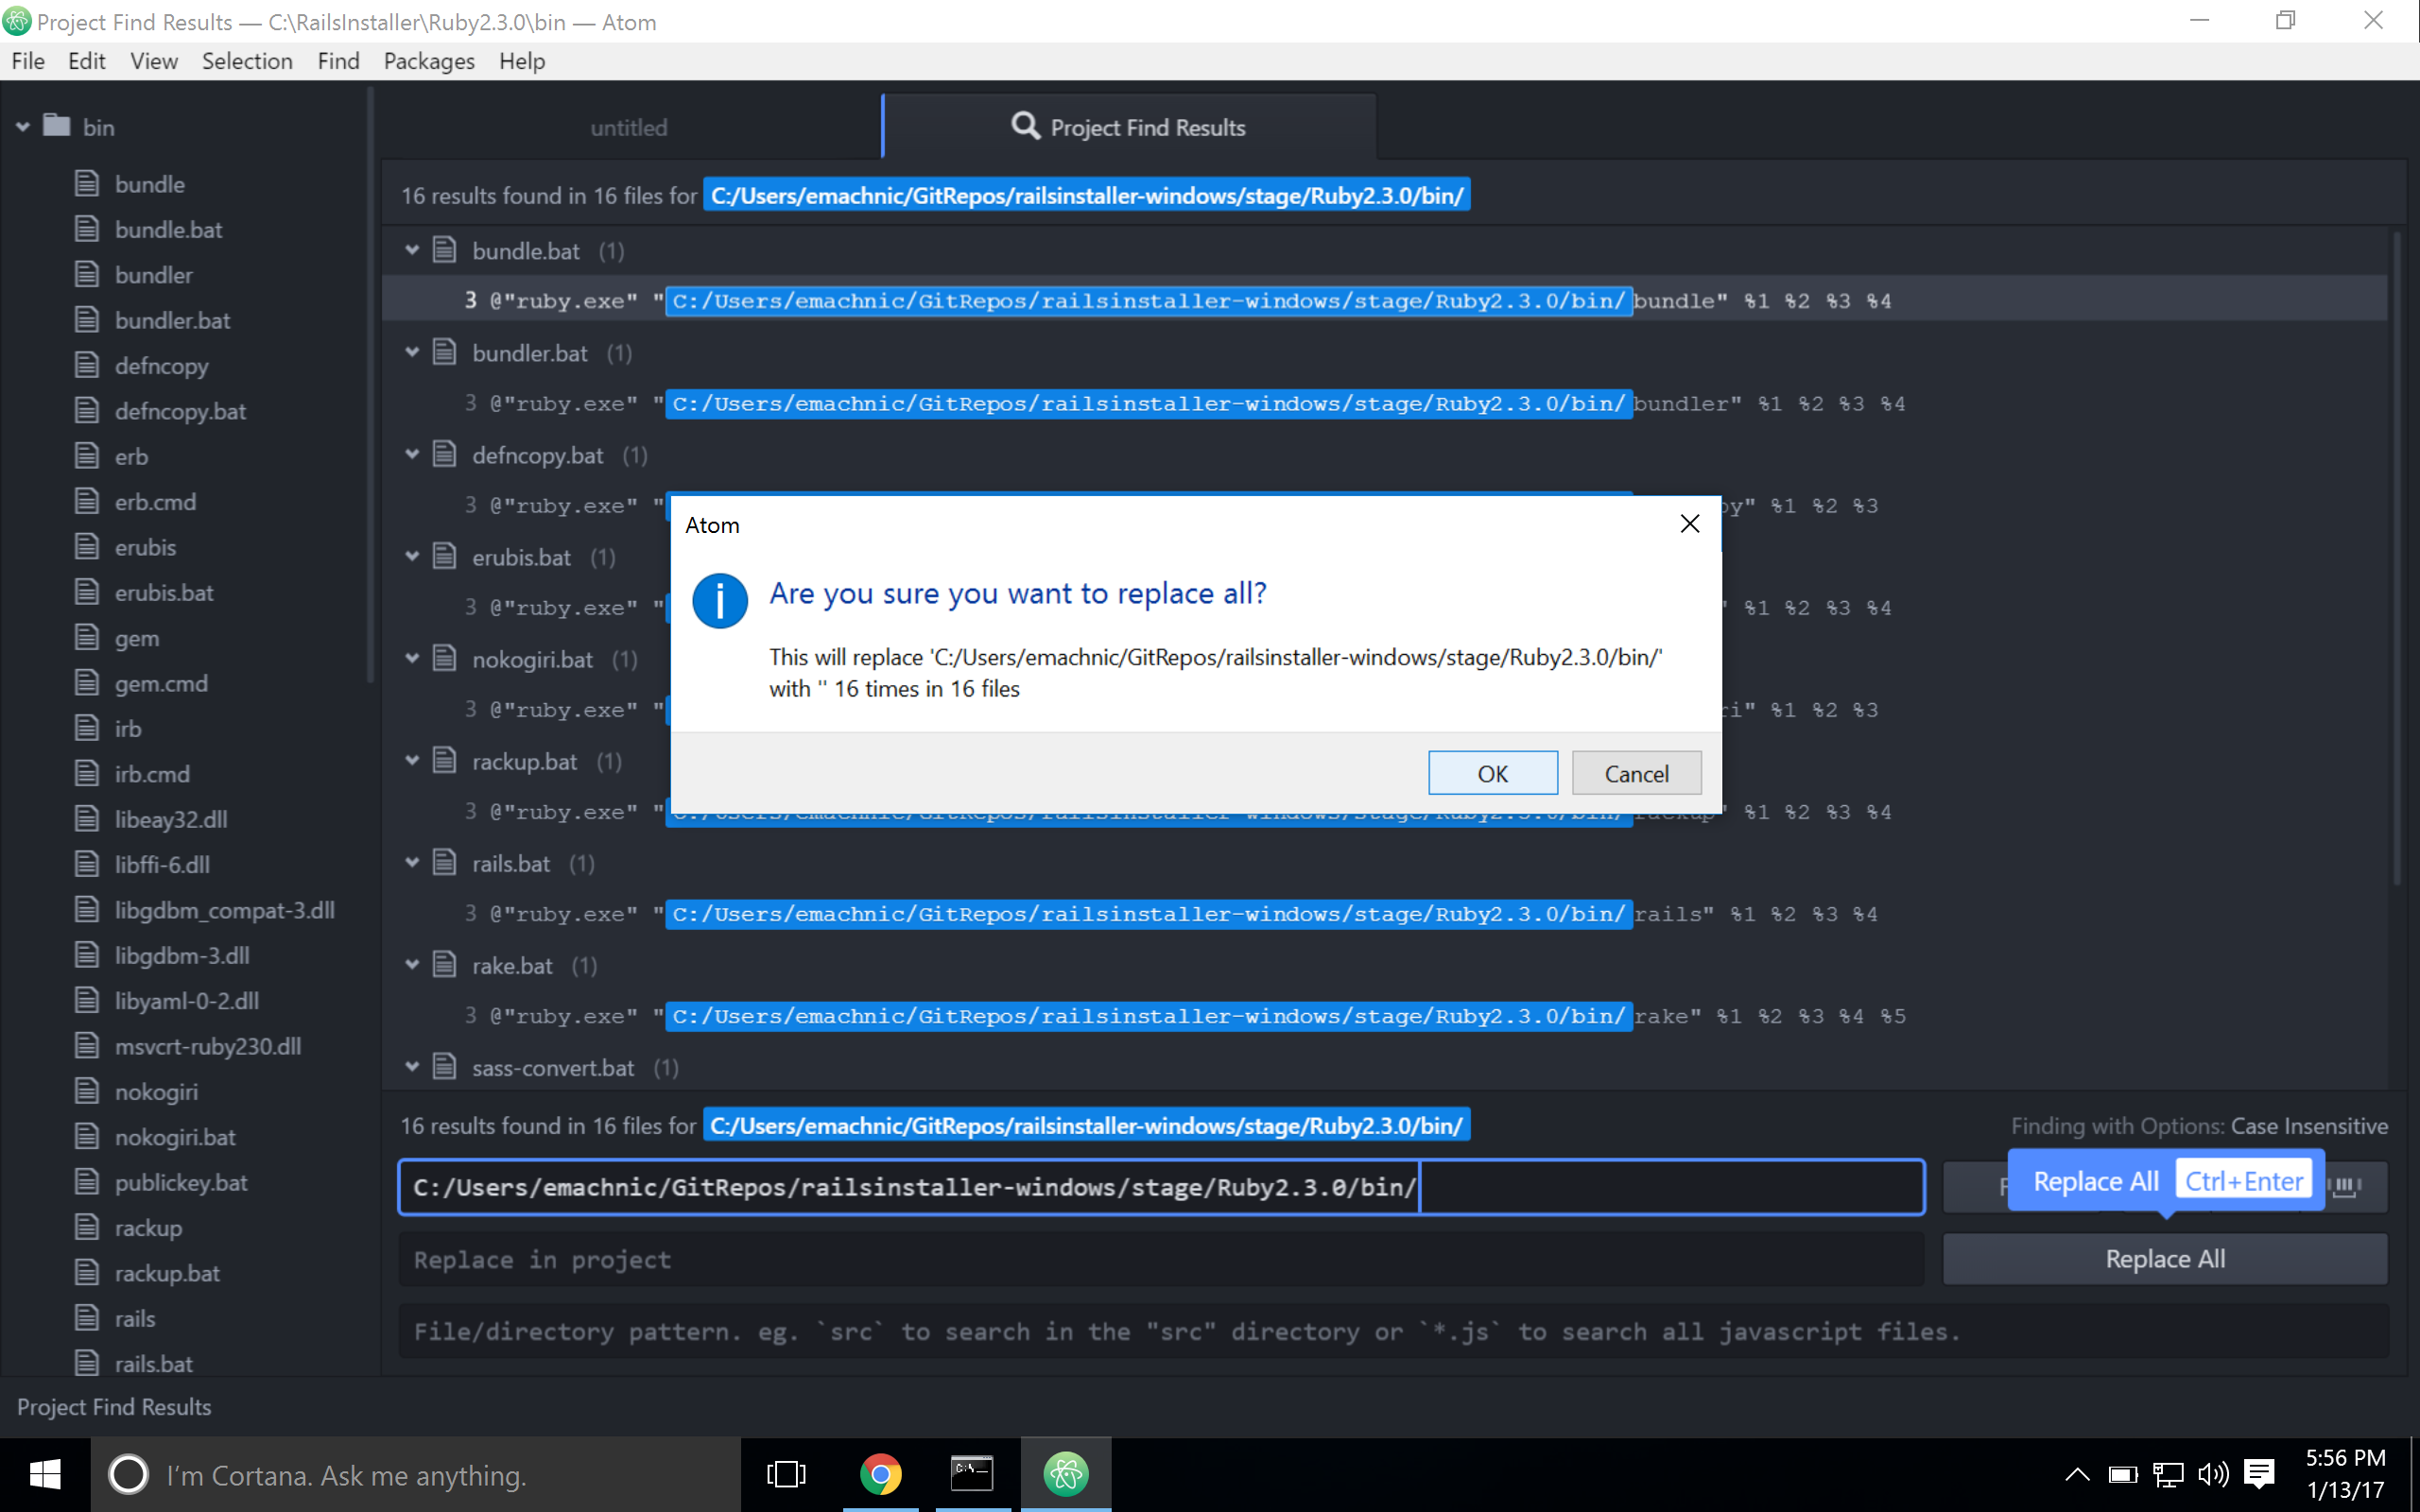 Project Find Results — C:\RailsInstaller\Ruby2.3.0\bin — Atom
File Edit View Selection Find Packages Help
bin
bundle
bundle.bat
bundler
bundler.bat
defncopy
defncopy.bat
erb
erb.cmd
erubis
erubis.bat
gem
gem.cmd
irb
irb.cmd
libeay32.dll
libffi-6.dll
libgdbm_compat-3.dll
libgdbm-3.dll
libyaml-0-2.dll
msvcrt-ruby230.dll
nokogiri
nokogiri.bat
publickey.bat
rackup
rackup.bat
rails
rails.bat
untitled
Project Find Results
16 results found in 16 files for C:/Users/emachnic/GitRepos/railsinstaller-windows/stage/Ruby2.3.0/bin/
bundle.bat (1)
3 @"ruby.exe" "C:/Users/emachnic/GitRepos/railsinstaller-windows/stage/Ruby2.3.0/bin/bundle" %1 %2 %3 %4
bundler.bat (1)
3 @"ruby.exe" "C:/Users/emachnic/GitRepos/railsinstaller-windows/stage/Ruby2.3.0/bin/bundler" %1 %2 %3 %4
defncopy.bat (1)
3 @"ruby.exe" " y" %1 %2 %3
erubis.bat (1)
3 @"ruby.exe" " " %1 %2 %3 %4
nokogiri.bat (1)
3 @"ruby.exe" " ri" %1 %2 %3
rackup.bat (1)
3 @"ruby.exe" "C:/Users/emachnic/GitRepos/railsinstaller-windows/stage/Ruby2.3.0/bin/rackup" %1 %2 %3 %4
rails.bat (1)
3 @"ruby.exe" "C:/Users/emachnic/GitRepos/railsinstaller-windows/stage/Ruby2.3.0/bin/rails" %1 %2 %3 %4
rake.bat (1)
3 @"ruby.exe" "C:/Users/emachnic/GitRepos/railsinstaller-windows/stage/Ruby2.3.0/bin/rake" %1 %2 %3 %4 %5
sass-convert.bat (1)
Atom
Are you sure you want to replace all?
This will replace 'C:/Users/emachnic/GitRepos/railsinstaller-windows/stage/Ruby2.3.0/bin/'
with '' 16 times in 16 files
OK Cancel
16 results found in 16 files for C:/Users/emachnic/GitRepos/railsinstaller-windows/stage/Ruby2.3.0/bin/
Finding with Options: Case Insensitive
C:/Users/emachnic/GitRepos/railsinstaller-windows/stage/Ruby2.3.0/bin/
Replace All Ctrl+Enter
Replace in project
Replace All
File/directory pattern. eg. `src` to search in the "src" directory or `*.js` to search all javascript files.
Project Find Results
I'm Cortana. Ask me anything.
5:56 PM
1/13/17